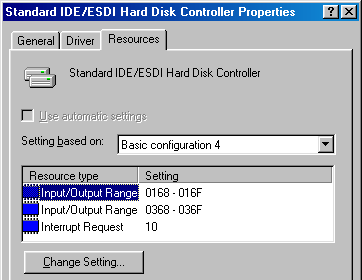 Standard IDE/ESDI Hard Disk Controller Properties
General Driver Resources
Standard IDE/ESDI Hard Disk Controller
Use automatic settings
Setting based on: Basic configuration 4
Resource type Setting
Input/Output Range 0168 - 016F
Input/Output Range 0368 - 036F
Interrupt Request 10
Change Setting...